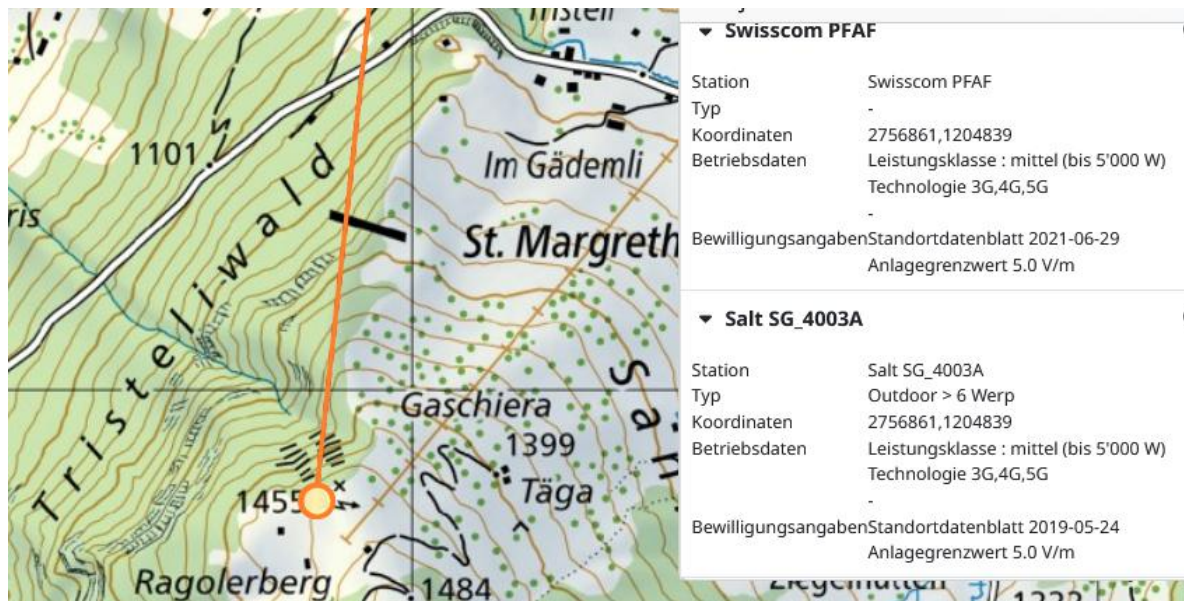 1101
ris
Tristeliwald
Im Gädemli
St. Margreth
San
Gaschiera
1399
Täga
1455
Ragolerberg
1484
Swisscom PFAF
Station Swisscom PFAF
Typ -
Koordinaten 2756861,1204839
Betriebsdaten Leistungsklasse : mittel (bis 5'000 W)
Technologie 3G,4G,5G
-
Bewilligungsangaben Standortdatenblatt 2021-06-29
Anlagegrenzwert 5.0 V/m
Salt SG_4003A
Station Salt SG_4003A
Typ Outdoor > 6 Werp
Koordinaten 2756861,1204839
Betriebsdaten Leistungsklasse : mittel (bis 5'000 W)
Technologie 3G,4G,5G
-
Bewilligungsangaben Standortdatenblatt 2019-05-24
Anlagegrenzwert 5.0 V/m